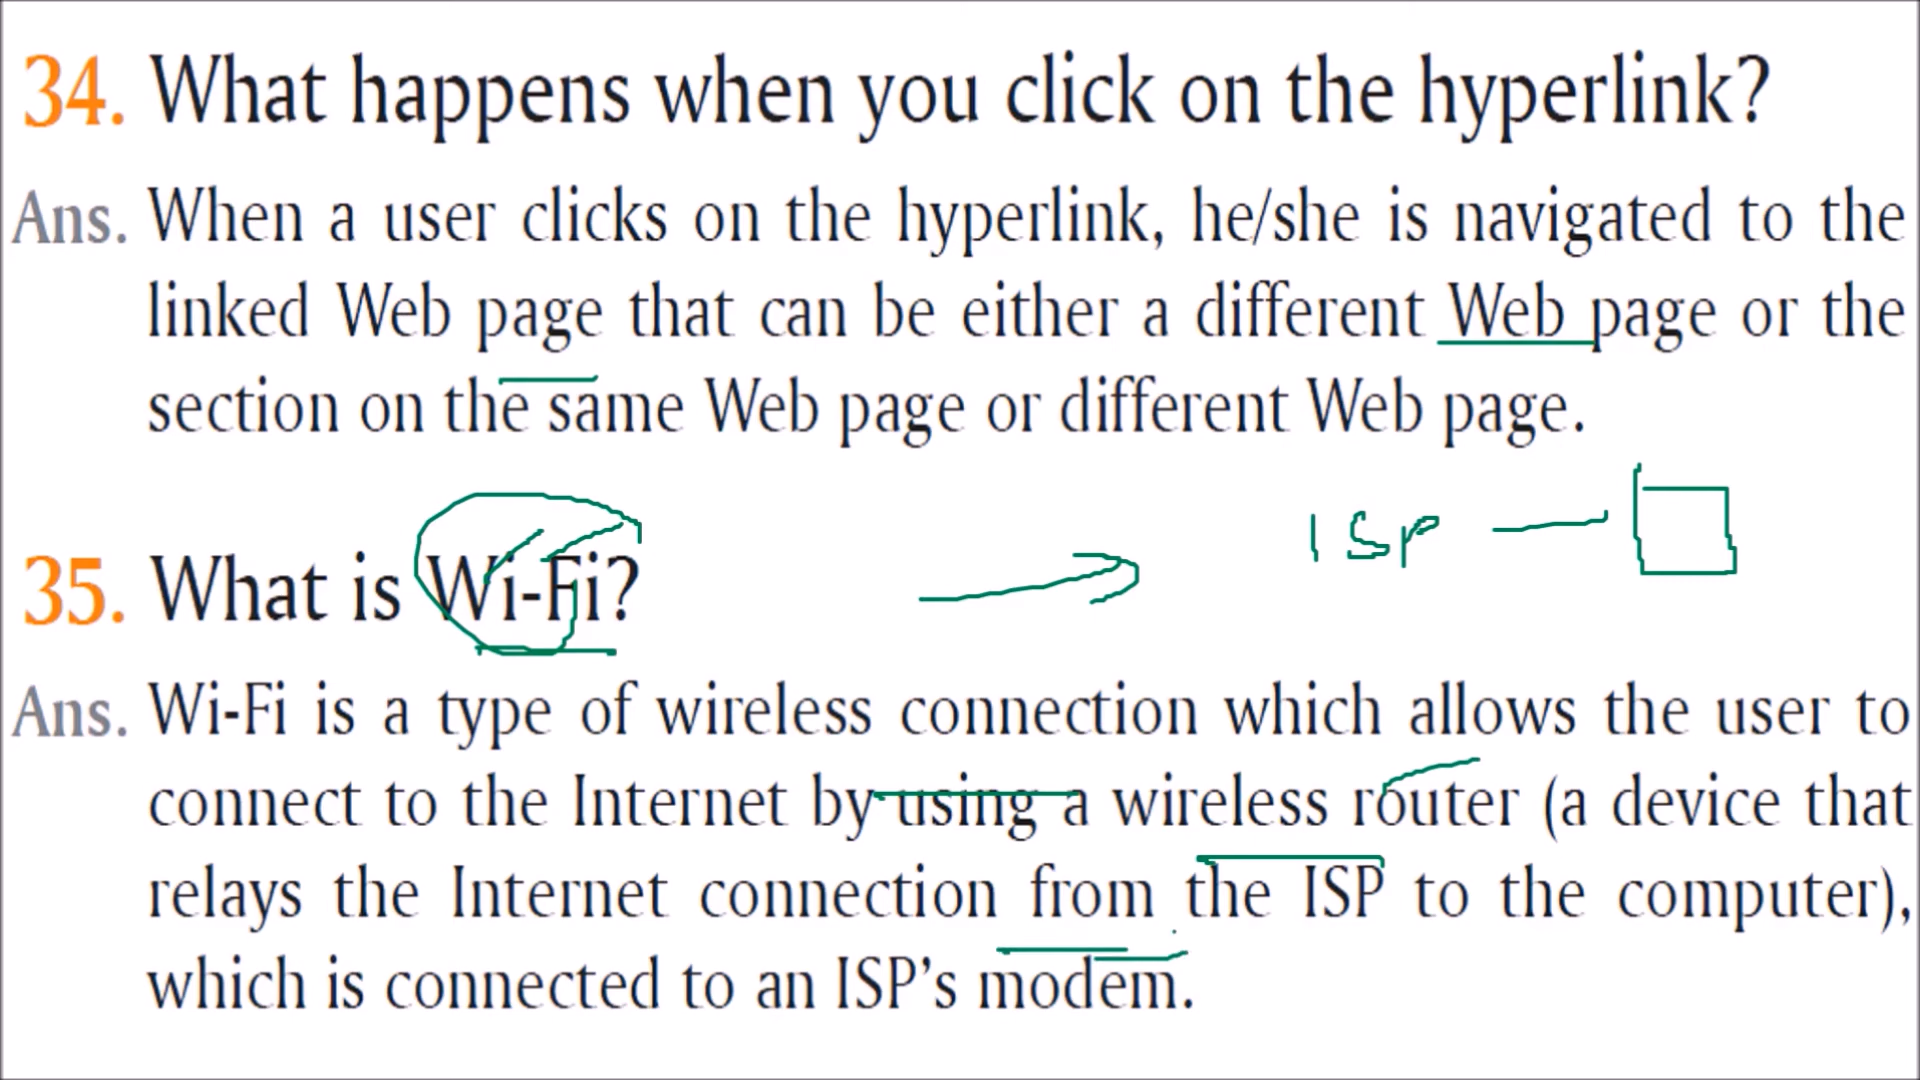 34. What happens when you click on the hyperlink?
Ans. When a user clicks on the hyperlink, he/she is navigated to the
linked Web page that can be either a different Web page or the
section on the same Web page or different Web page.
ISP
35. What is Wi-Fi?
Ans. Wi-Fi is a type of wireless connection which allows the user to
connect to the Internet by using a wireless router (a device that
relays the Internet connection from the ISP to the computer),
which is connected to an ISP's modem.